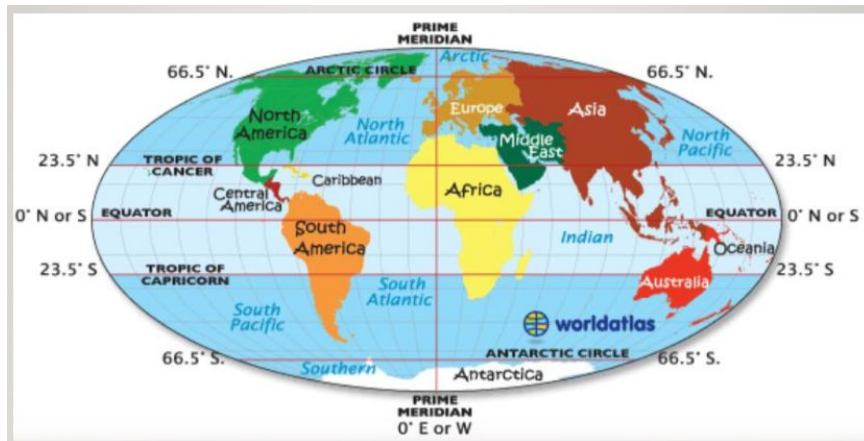 PRIME
MERIDIAN
Arctic
66.5° N.
ARCTIC CIRCLE
66.5° N.
North
America
North
Atlantic
Europe
Asia
Middle
East
North
Pacific
23.5° N
TROPIC OF
CANCER
23.5° N
Caribbean
Central
America
Africa
0° N or S
EQUATOR
EQUATOR
0° N or S
South
America
Indian
Oceania
23.5° S
TROPIC OF
CAPRICORN
South
Atlantic
Australia
23.5° S
South
Pacific
worldatlas
66.5° S.
Southern
ANTARCTIC CIRCLE
66.5° S.
Antarctica
PRIME
MERIDIAN
0° E or W